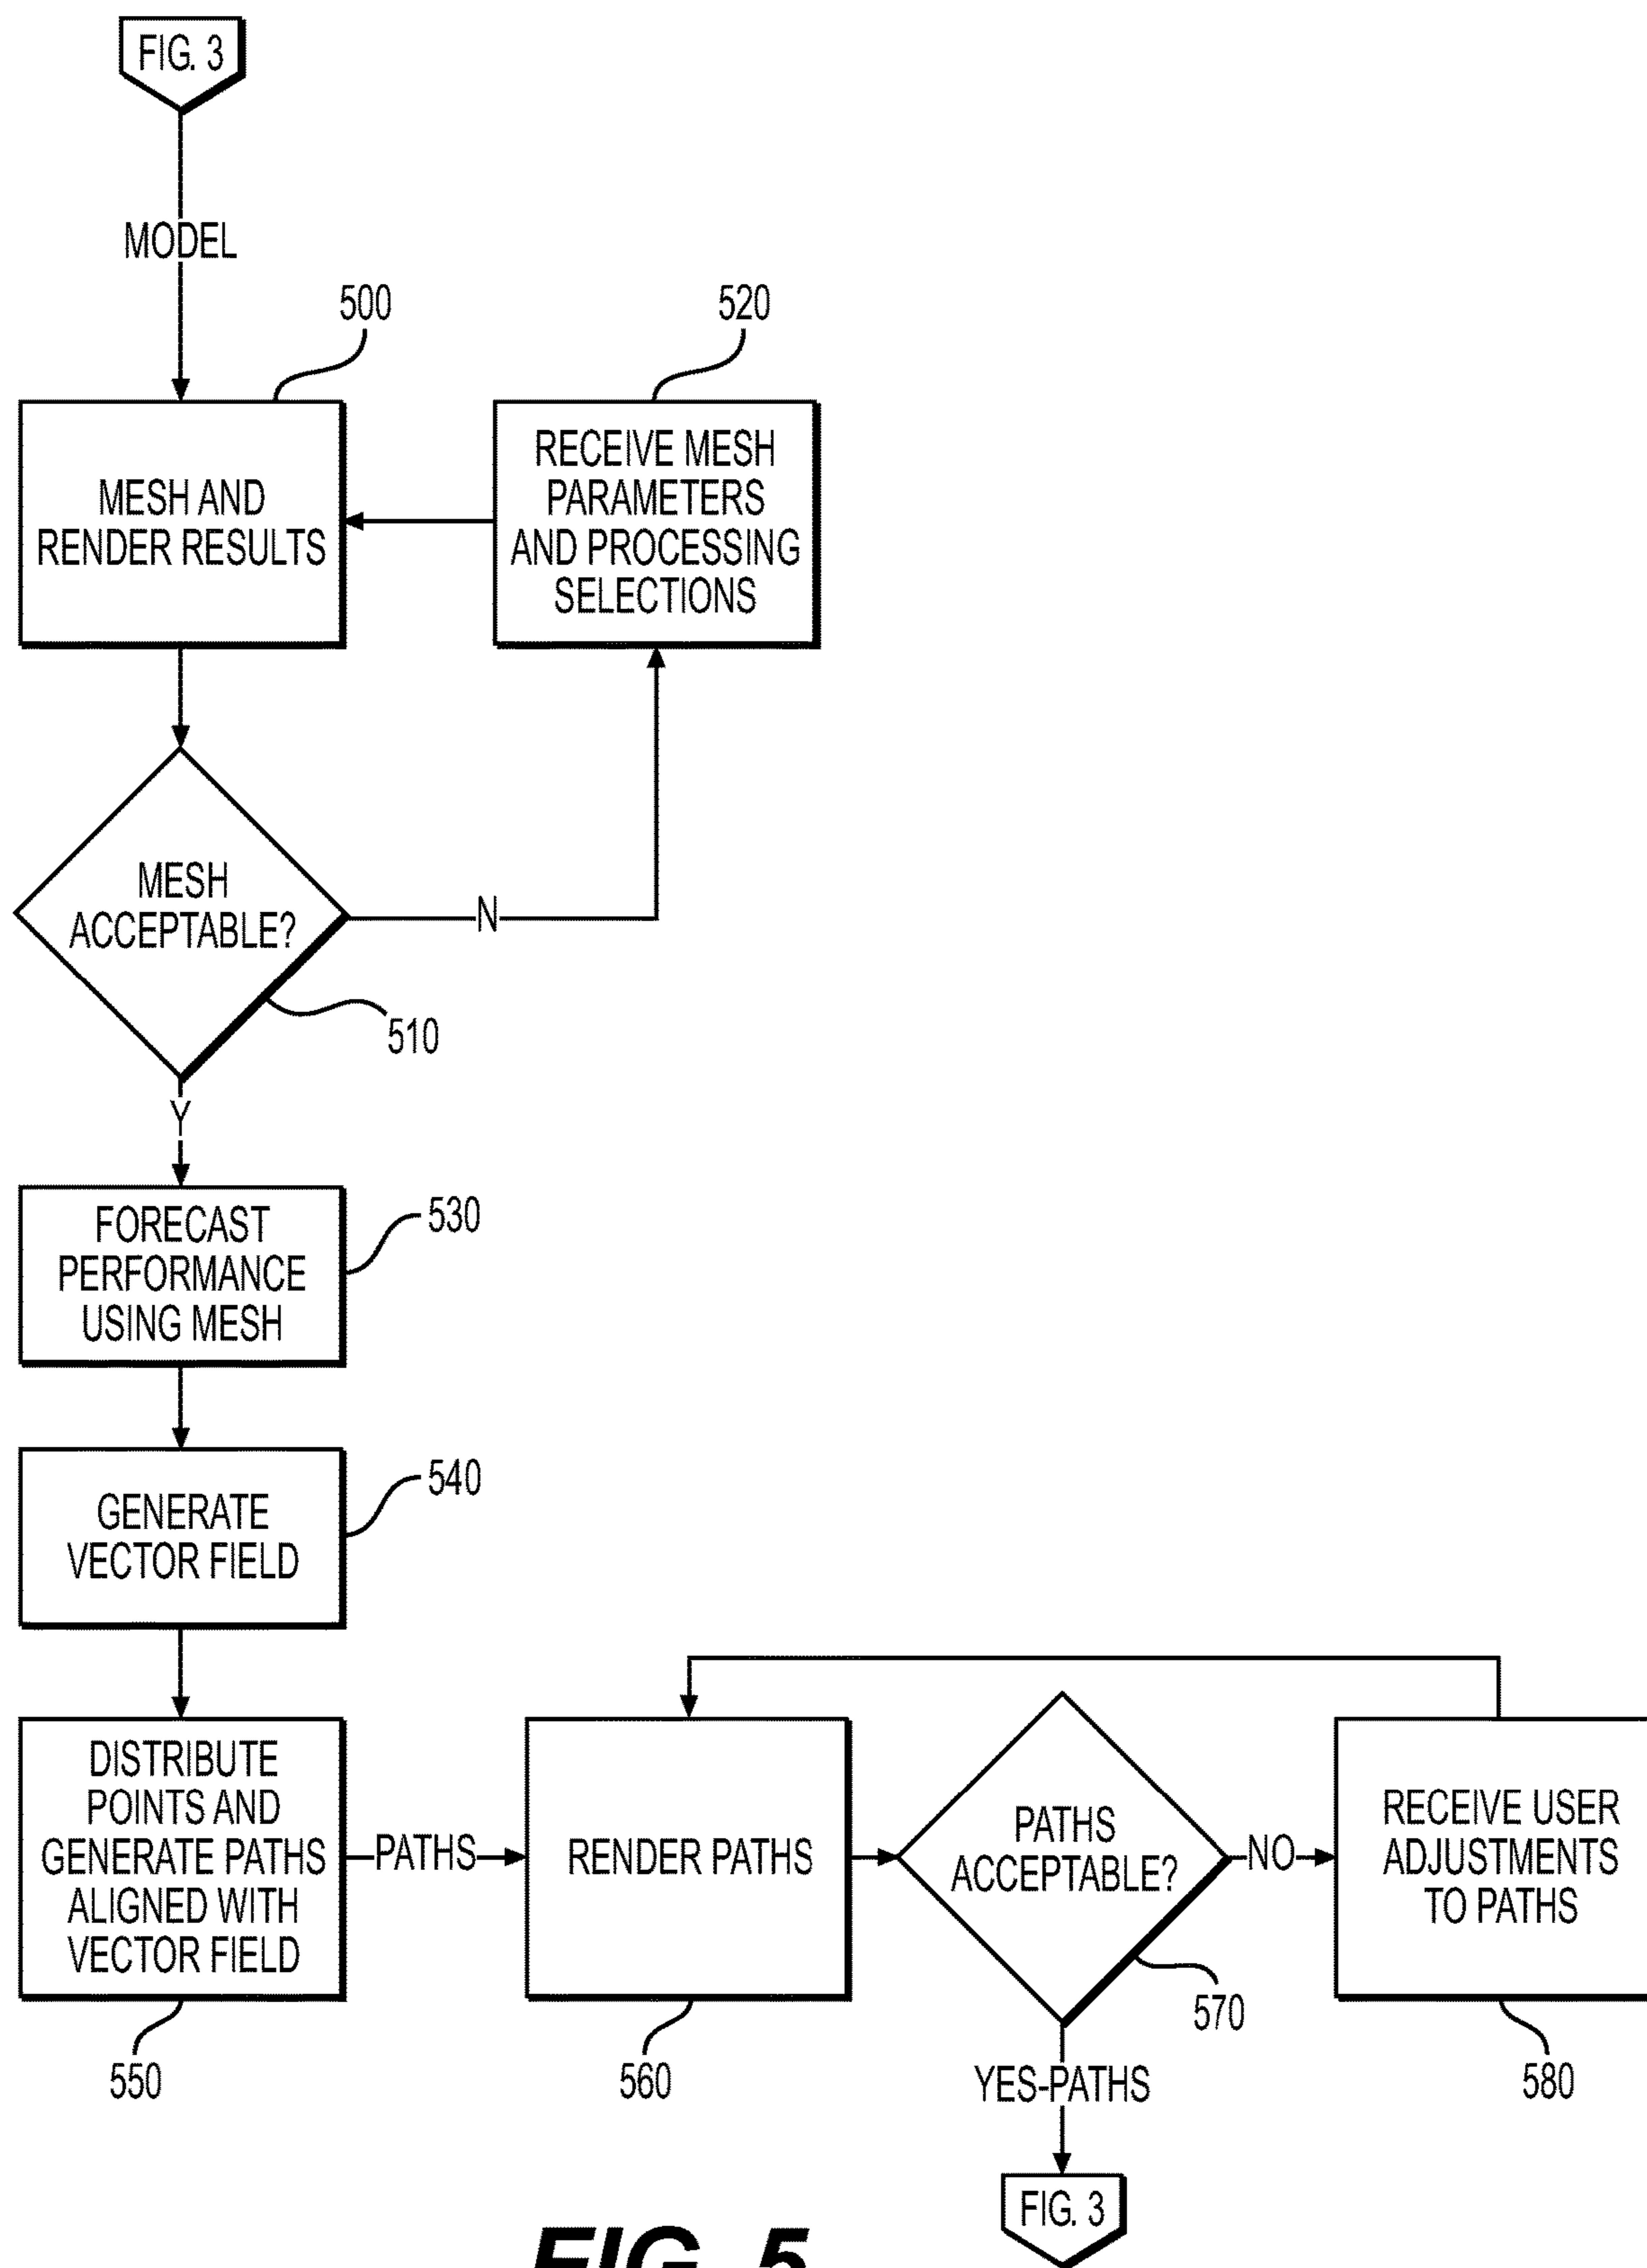 FIG. 3
MODEL
500
520
MESH AND
RENDER RESULTS
RECEIVE MESH
PARAMETERS
AND PROCESSING
SELECTIONS
MESH
ACCEPTABLE?
N
510
Y
FORECAST
PERFORMANCE
USING MESH
530
GENERATE
VECTOR FIELD
540
DISTRIBUTE
POINTS AND
GENERATE PATHS
ALIGNED WITH
VECTOR FIELD
550
PATHS
RENDER PATHS
560
PATHS
ACCEPTABLE?
570
NO
RECEIVE USER
ADJUSTMENTS
TO PATHS
580
YES-PATHS
FIG. 3
FIG. 5